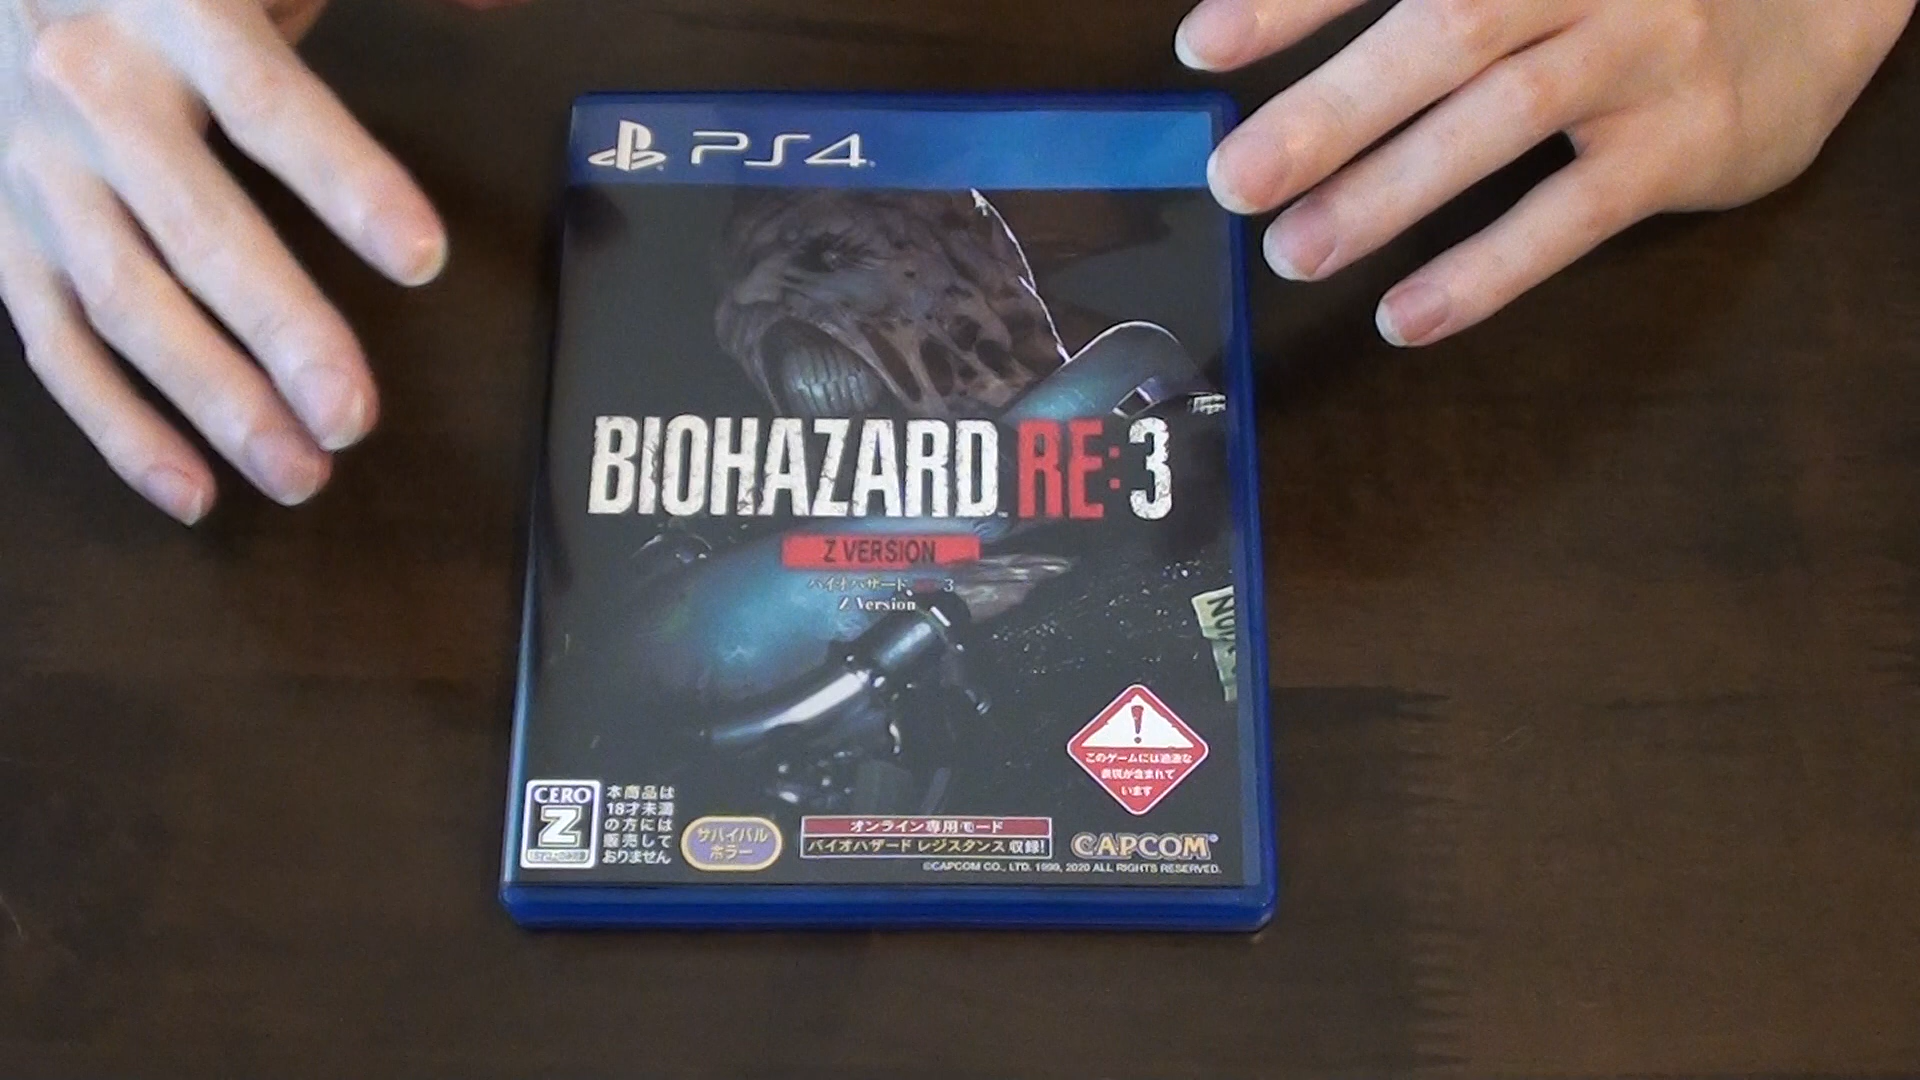 PS4
BIOHAZARD RE:3
Z VERSION
バイオハザード RE:3
Z Version
このゲームには過激な
表現が含まれて
います
CERO
Z
本商品は
18才未満
の方には
販売して
おりません
サバイバル
ホラー
オンライン専用モード
バイオハザード レジスタンス 収録!
CAPCOM
©CAPCOM CO., LTD. 1999, 2020 ALL RIGHTS RESERVED.